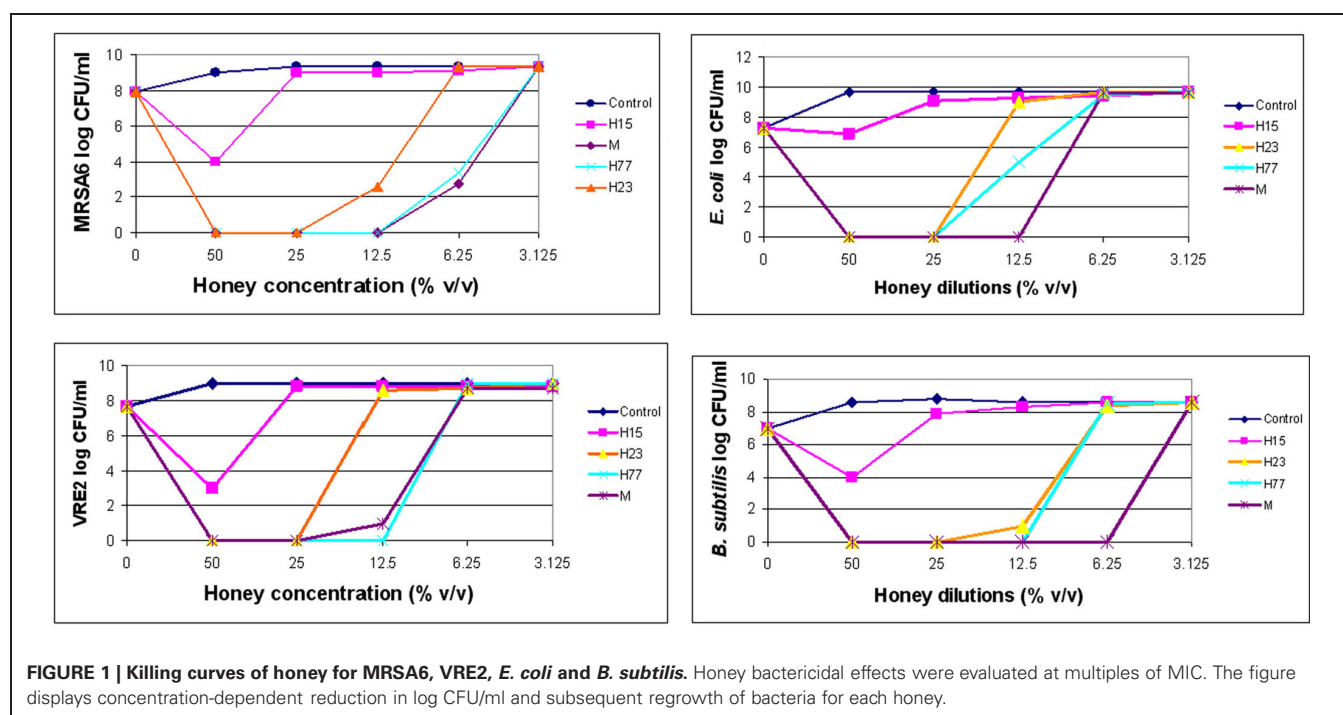 MRSA6 log CFU/ml
10
8
6
4
2
0
0 50 25 12.5 6.25 3.125
Honey concentration (% v/v)
Control
H15
M
H77
H23
E. coli log CFU/ml
12
10
8
6
4
2
0
0 50 25 12.5 6.25 3.125
Honey dilutions (% v/v)
Control
H15
H23
H77
M
VRE2 log CFU/ml
10
8
6
4
2
0
0 50 25 12.5 6.25 3.125
Honey concentration (% v/v)
Control
H15
H23
H77
M
B. subtilis log CFU/ml
10
8
6
4
2
0
0 50 25 12.5 6.25 3.125
Honey dilutions (% v/v)
Control
H15
H23
H77
M
FIGURE 1 | Killing curves of honey for MRSA6, VRE2, E. coli and B. subtilis. Honey bactericidal effects were evaluated at multiples of MIC. The figure
displays concentration-dependent reduction in log CFU/ml and subsequent regrowth of bacteria for each honey.